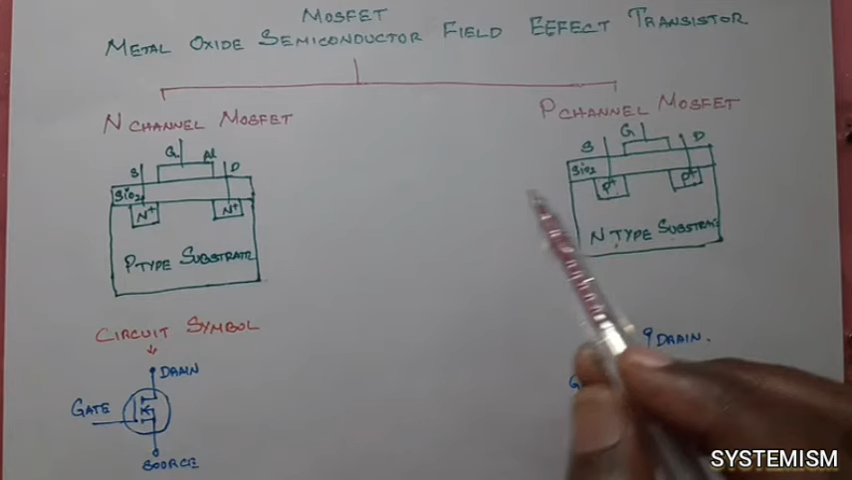 MOSFET
METAL OXIDE SEMICONDUCTOR FIELD EEFECT TRANSISTOR
N CHANNEL MOSFET
P CHANNEL MOSFET
S G Al D
SiO2
N+ N+
P TYPE SUBSTRATE
S G D
SiO2
P+ P+
N TYPE SUBSTRATE
CIRCUIT SYMBOL
DRAIN
GATE
SOURCE
DRAIN.
G
SYSTEMISM